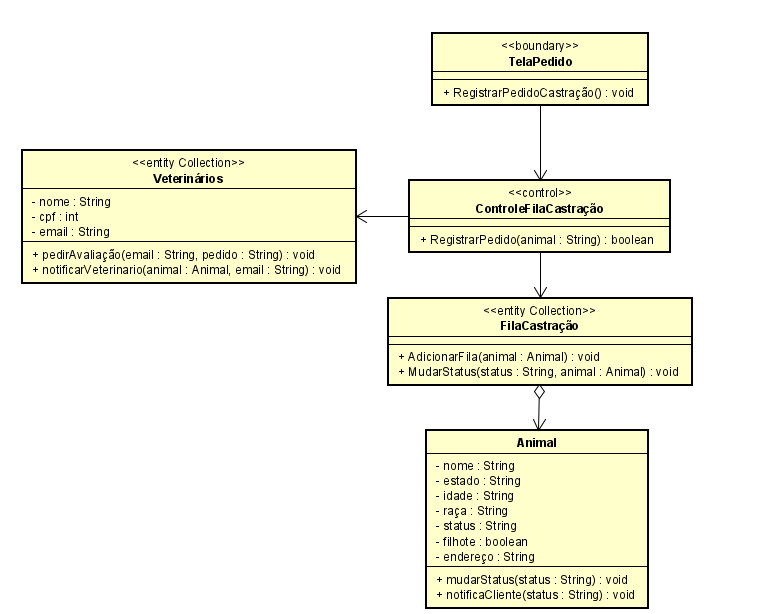 <<boundary>>
TelaPedido
+ RegistrarPedidoCastração() : void
<<entity Collection>>
Veterinários
- nome : String
- cpf : int
- email : String
+ pedirAvaliação(email : String, pedido : String) : void
+ notificarVeterinario(animal : Animal, email : String) : void
<<control>>
ControleFilaCastração
+ RegistrarPedido(animal : String) : boolean
<<entity Collection>>
FilaCastração
+ AdicionarFila(animal : Animal) : void
+ MudarStatus(status : String, animal : Animal) : void
Animal
- nome : String
- estado : String
- idade : String
- raça : String
- status : String
- filhote : boolean
- endereço : String
+ mudarStatus(status : String) : void
+ notificaCliente(status : String) : void